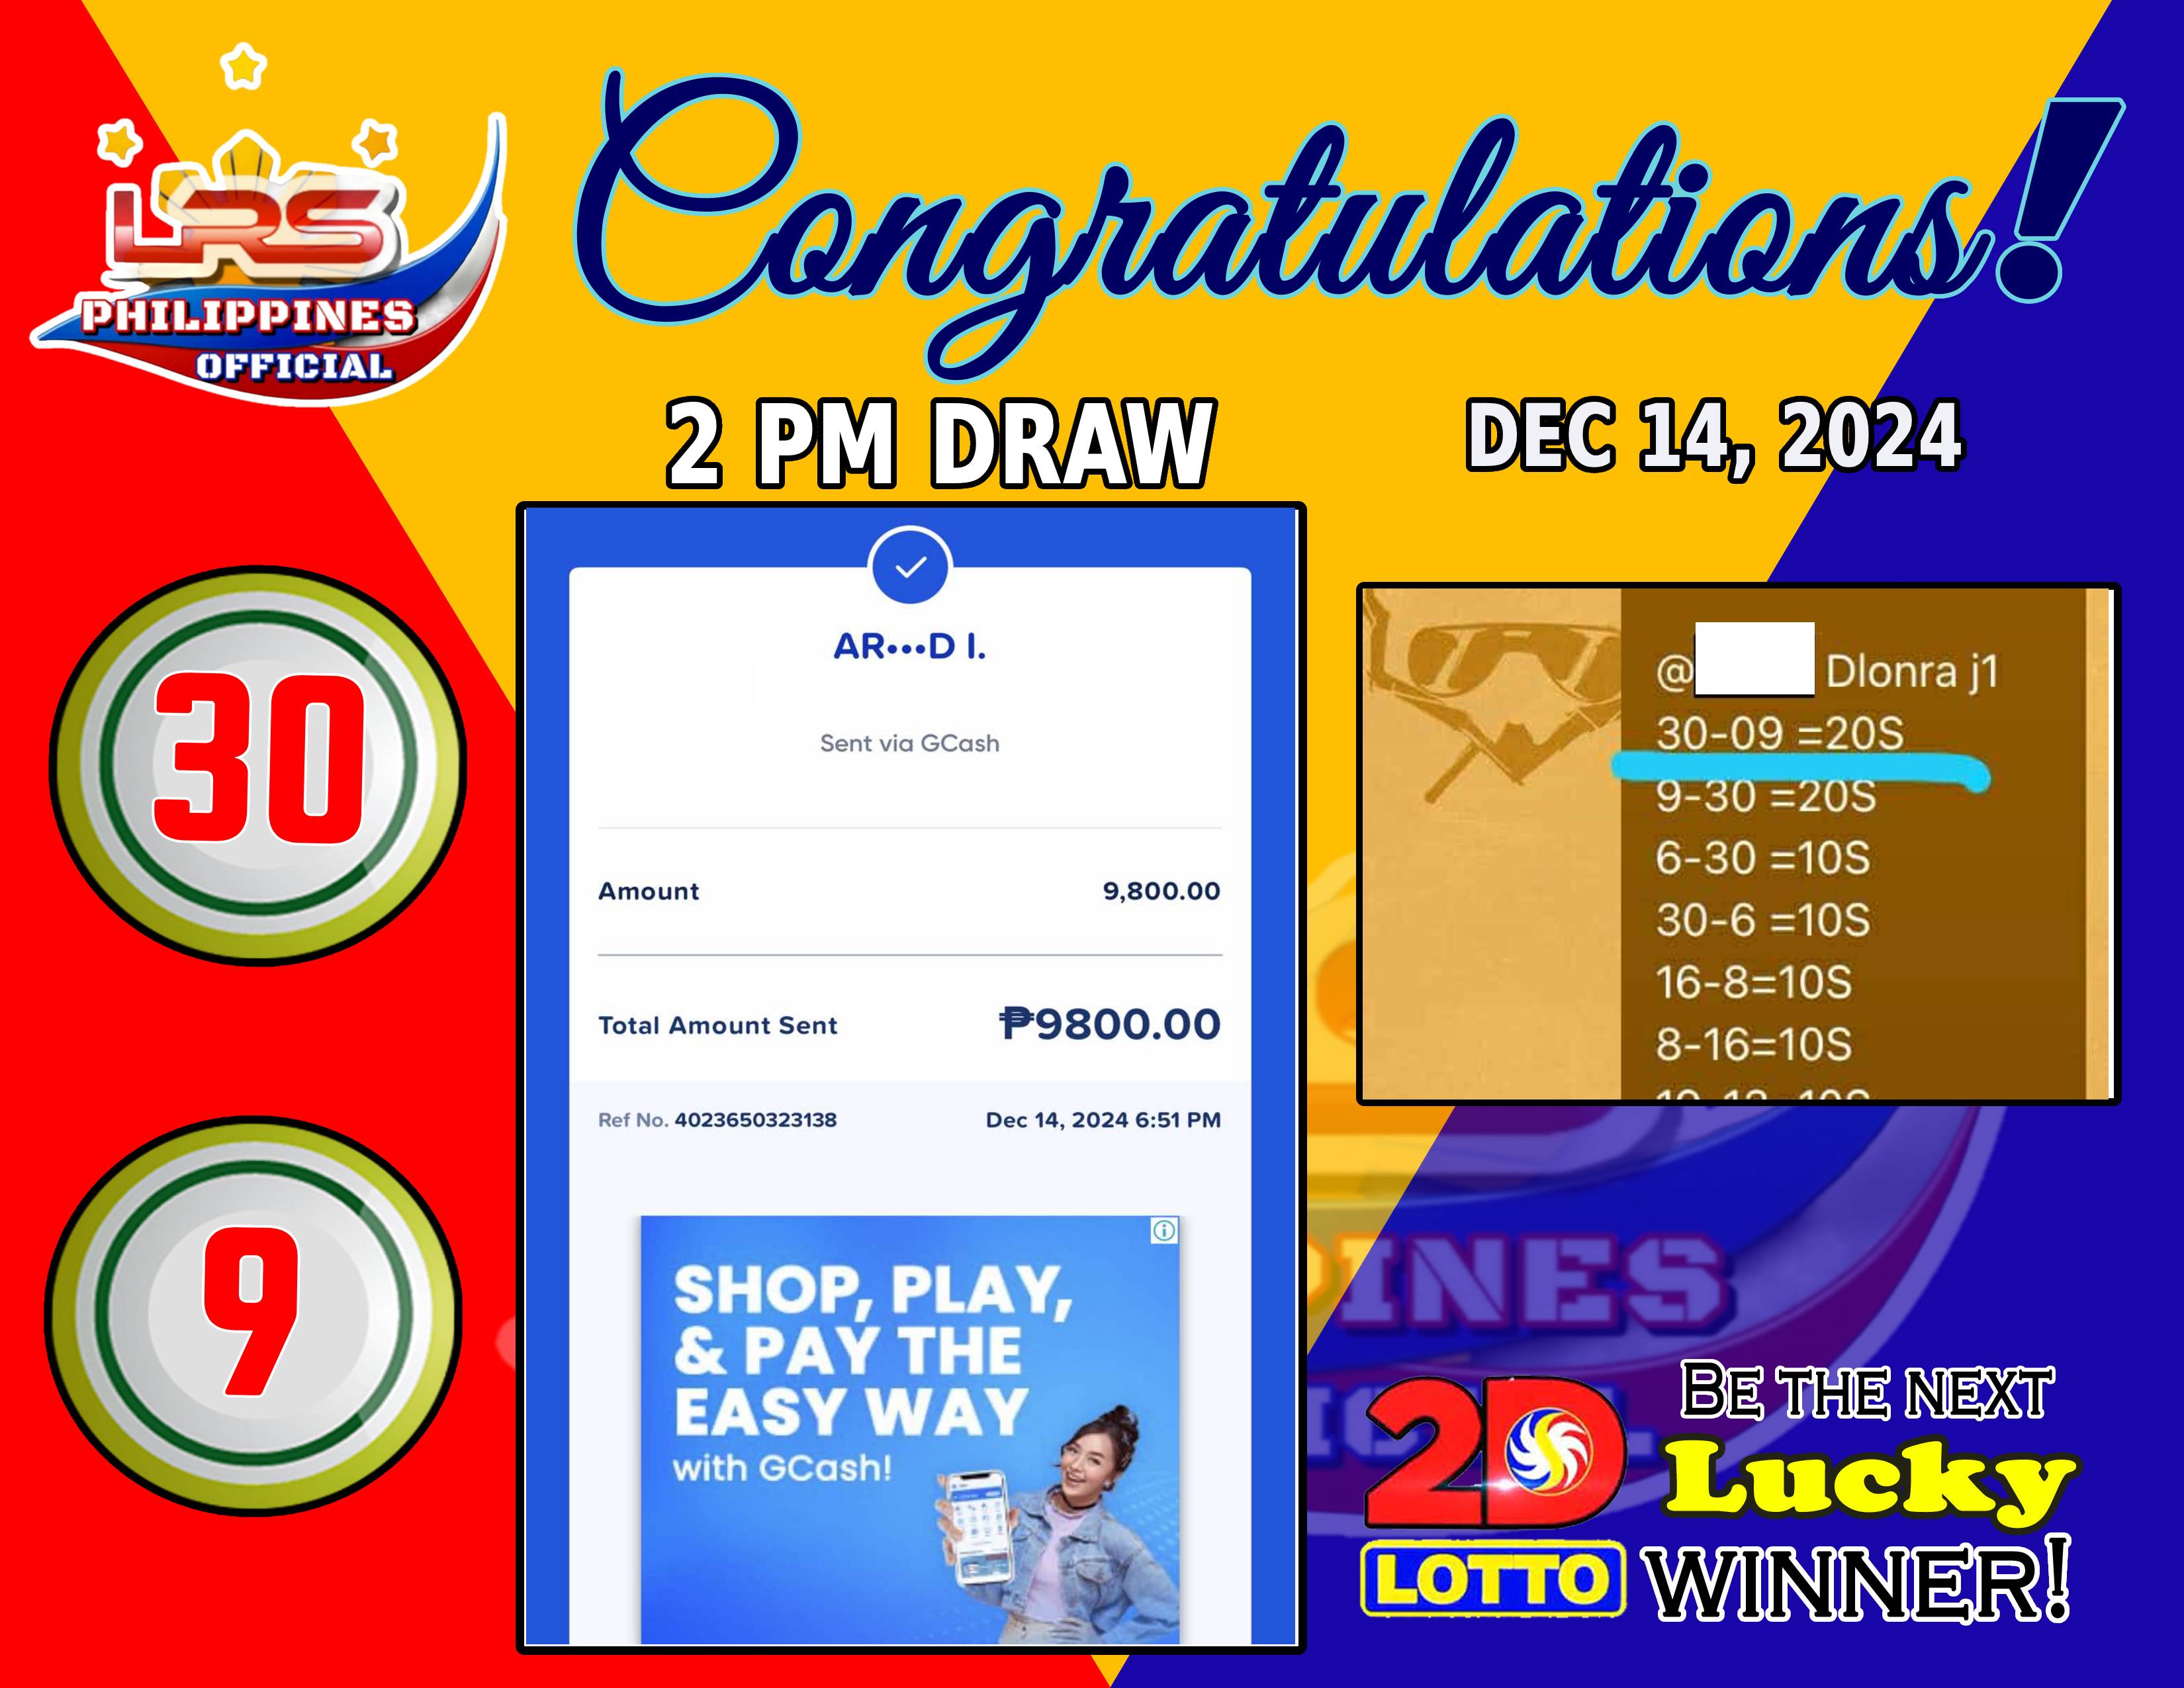 LRS
PHILIPPINES
OFFICIAL
Congratulations!
2 PM DRAW
DEC 14, 2024
30
9
AR•••D I.
Sent via GCash
Amount 9,800.00
Total Amount Sent ₱9800.00
Ref No. 4023650323138 Dec 14, 2024 6:51 PM
SHOP, PLAY,
& PAY THE
EASY WAY
with GCash!
@ Dlonra j1
30-09 =20S
9-30 =20S
6-30 =10S
30-6 =10S
16-8=10S
8-16=10S
PINES
2D
LOTTO
BE THE NEXT
Lucky
WINNER!